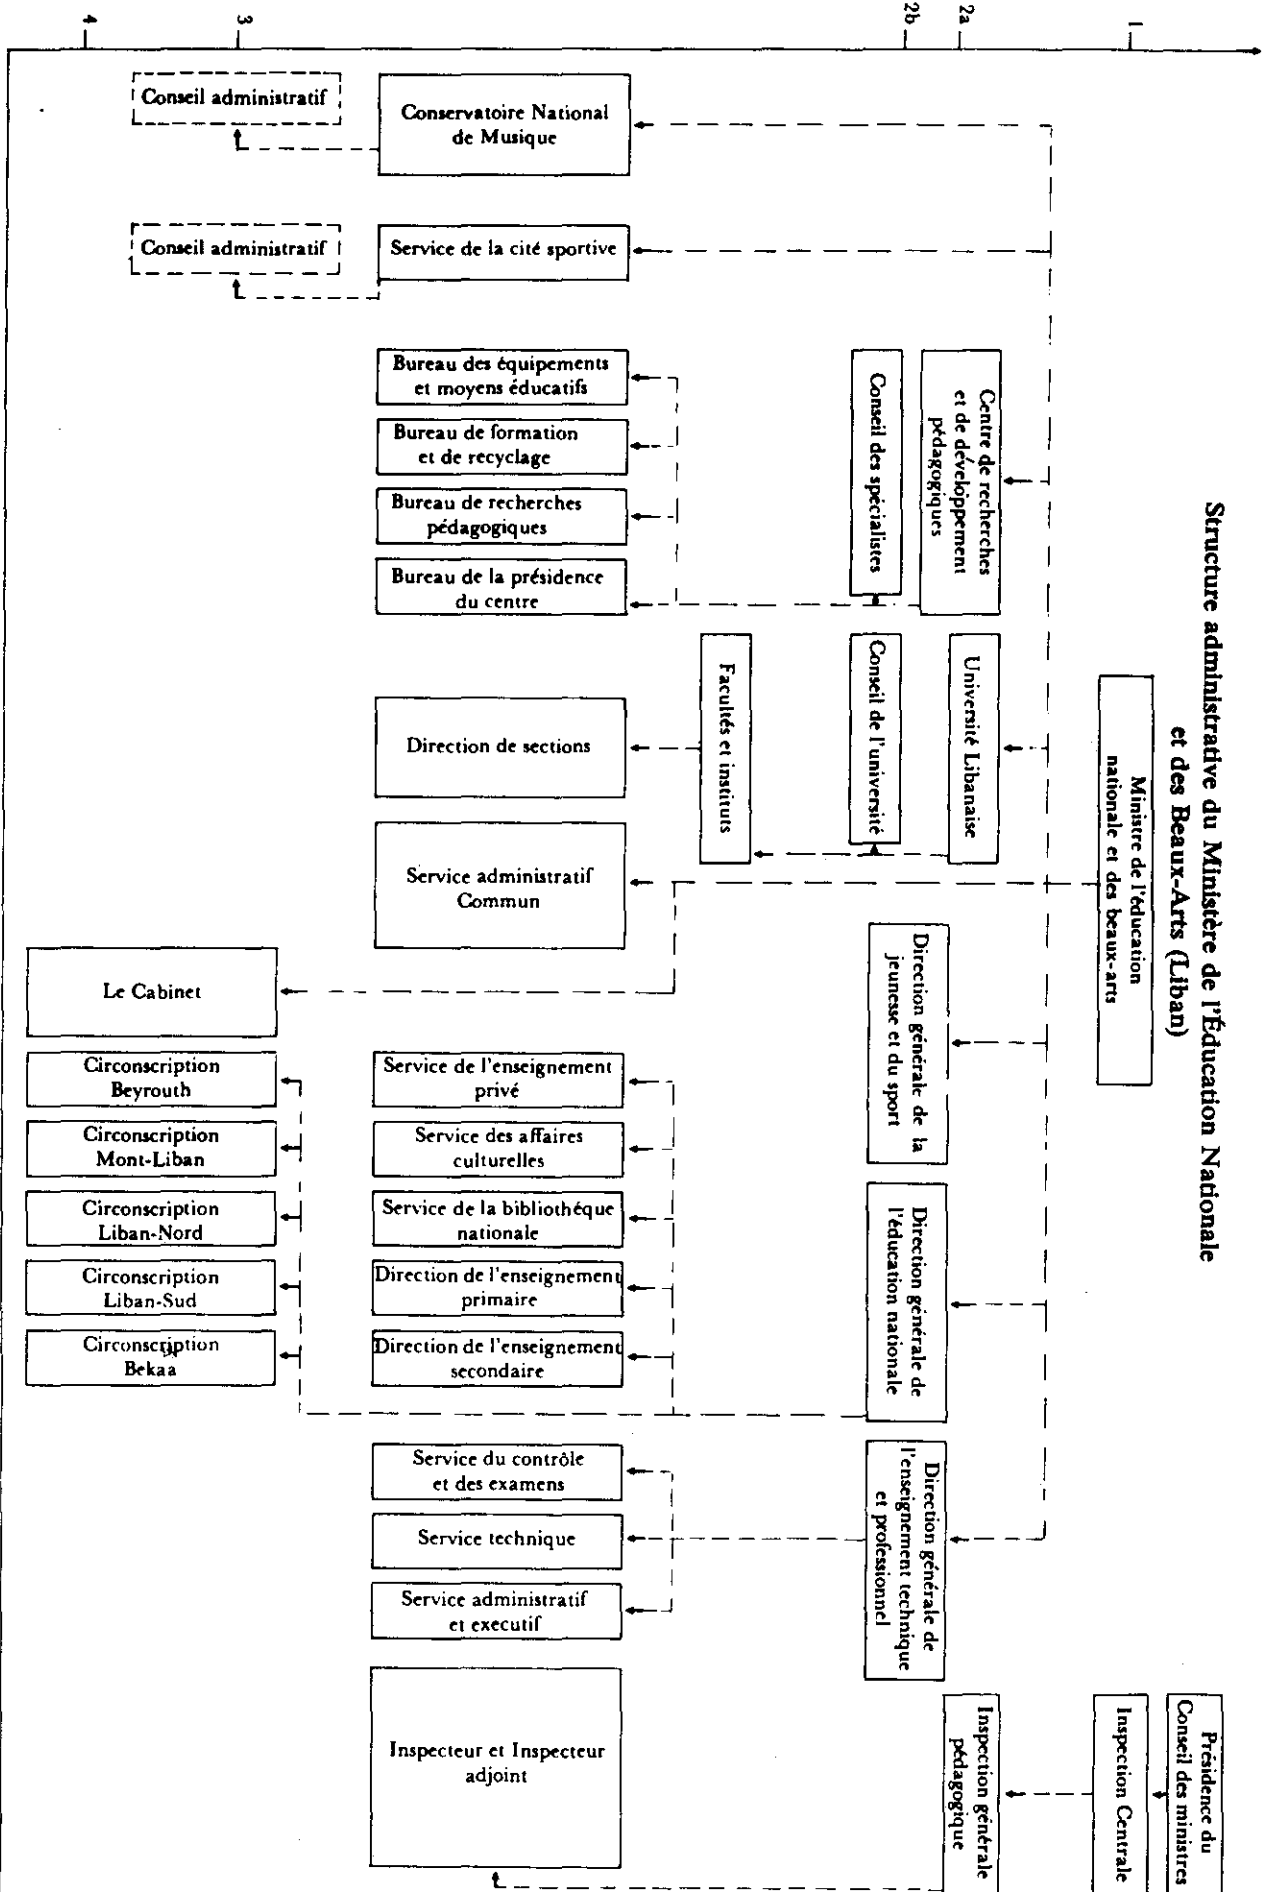 Structure administrative du Ministère de l'Éducation Nationale
et des Beaux-Arts (Liban)
1
2a
2b
3
4
Ministre de l'éducation
nationale et des beaux-arts
Présidence du
Conseil des ministres
Inspection Centrale
Inspection générale
pédagogique
Inspecteur et Inspecteur
adjoint
Centre de recherches
et de développement
pédagogiques
Conseil des spécialistes
Université Libanaise
Conseil de l'université
Facultés et instituts
Direction générale de la
jeunesse et du sport
Direction générale de
l'éducation nationale
Direction générale de
l'enseignement technique
et professionnel
Conservatoire National
de Musique
Conseil administratif
Service de la cité sportive
Conseil administratif
Bureau des équipements
et moyens éducatifs
Bureau de formation
et de recyclage
Bureau de recherches
pédagogiques
Bureau de la présidence
du centre
Direction de sections
Service administratif
Commun
Le Cabinet
Service de l'enseignement
privé
Service des affaires
culturelles
Service de la bibliothéque
nationale
Direction de l'enseignement
primaire
Direction de l'enseignement
secondaire
Circonscription
Beyrouth
Circonscription
Mont-Liban
Circonscription
Liban-Nord
Circonscription
Liban-Sud
Circonscription
Bekaa
Service du contrôle
et des examens
Service technique
Service administratif
et executif